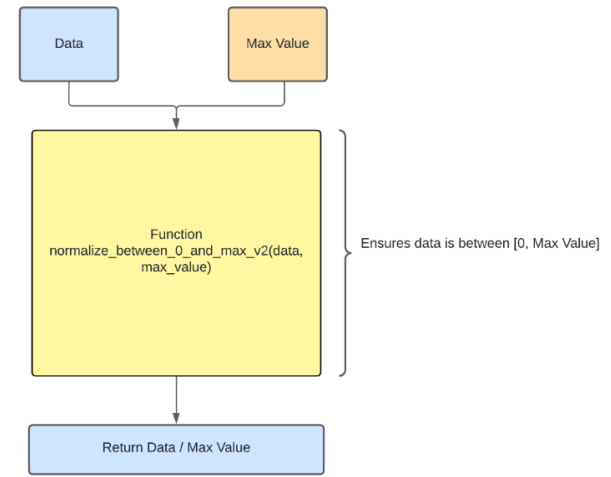 Data
Max Value
Function
normalize_between_0_and_max_v2(data,
max_value)
Ensures data is between [0, Max Value]
Return Data / Max Value